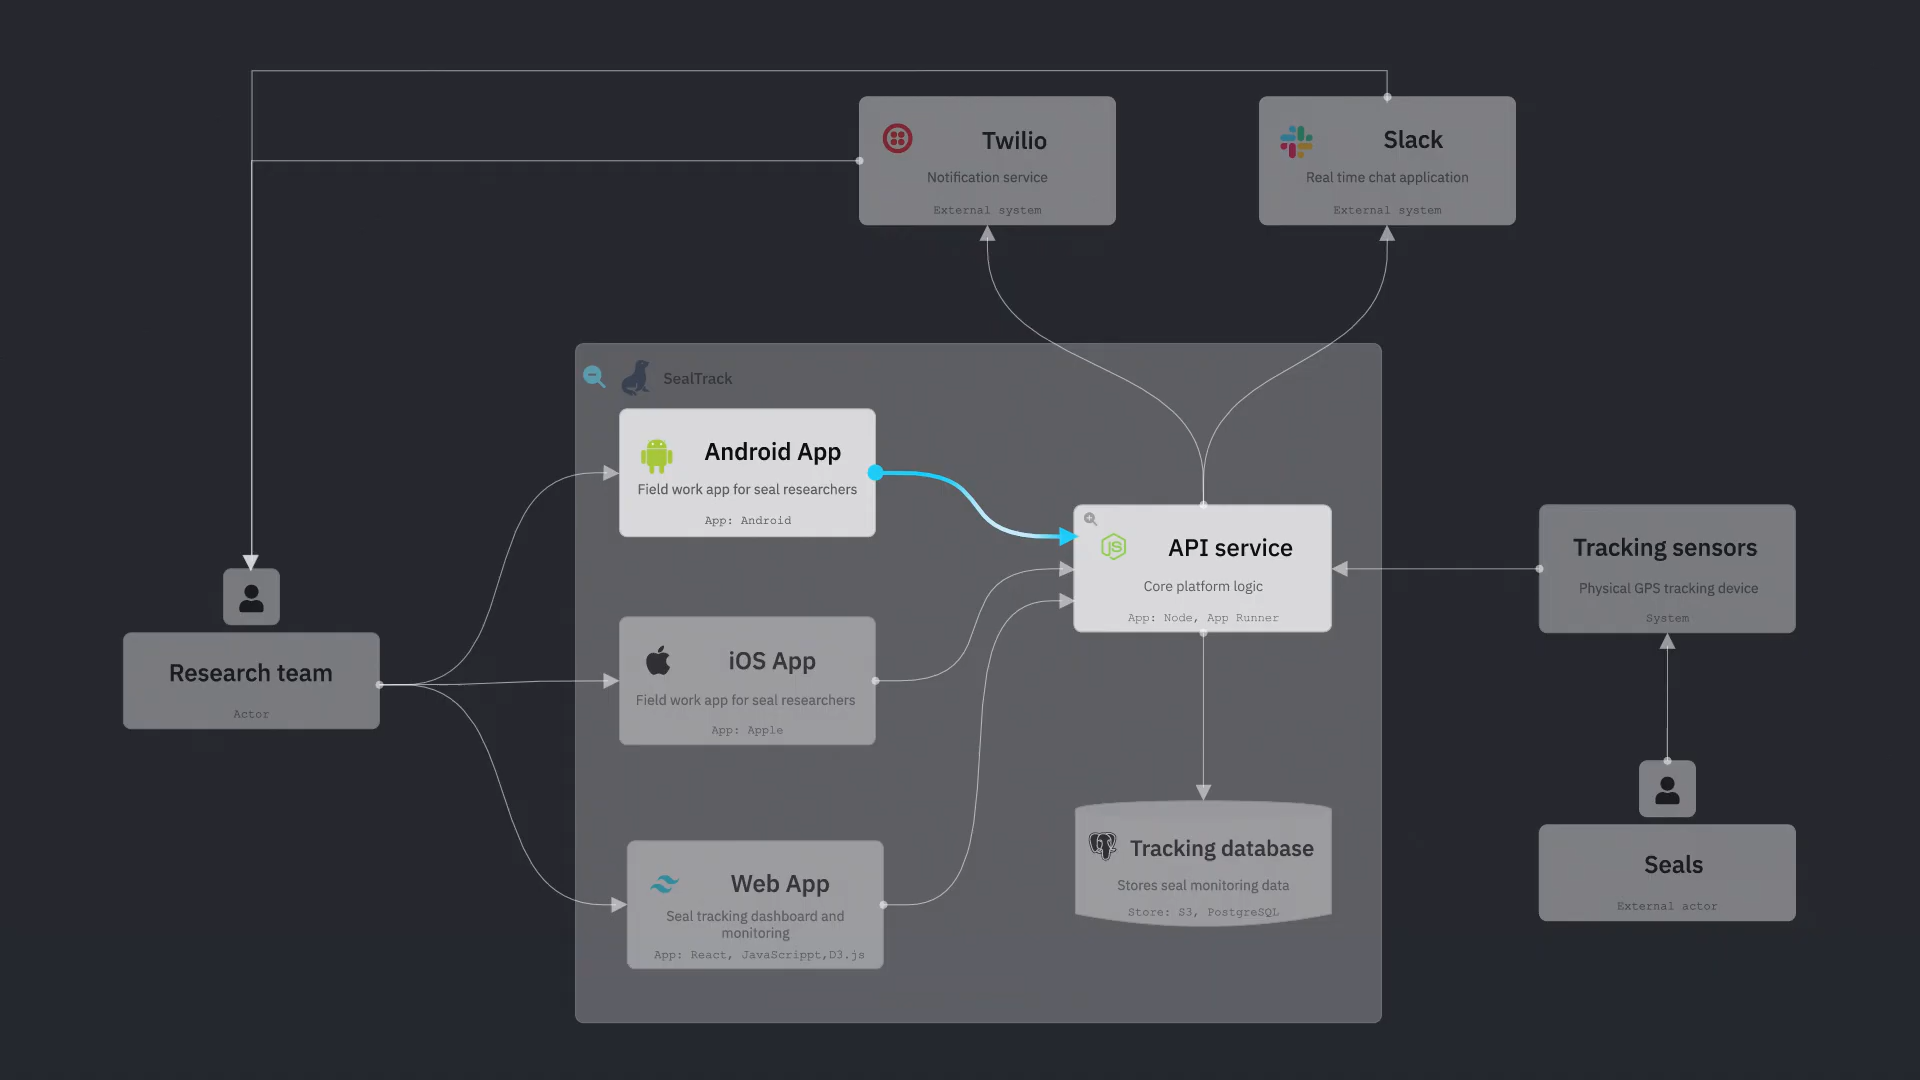 Twilio
Notification service
External system
Slack
Real time chat application
External system
SealTrack
Android App
Field work app for seal researchers
App: Android
JS
API service
Core platform logic
App: Node, App Runner
Tracking sensors
Physical GPS tracking device
System
Research team
Actor
iOS App
Field work app for seal researchers
App: Apple
Web App
Seal tracking dashboard and
monitoring
App: React, JavaScrippt,D3.js
Tracking database
Stores seal monitoring data
Store: S3, PostgreSQL
Seals
External actor